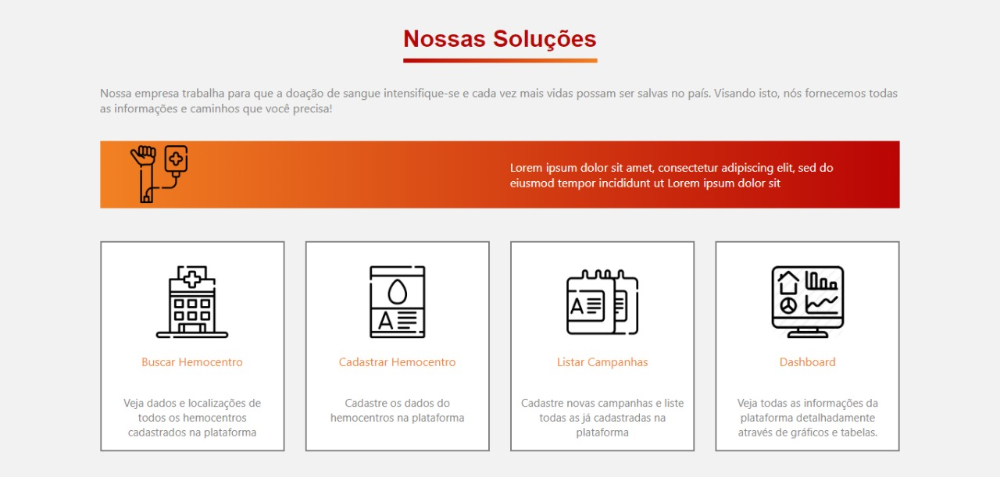 Nossas Soluções
Nossa empresa trabalha para que a doação de sangue intensifique-se e cada vez mais vidas possam ser salvas no país. Visando isto, nós fornecemos todas
as informações e caminhos que você precisa!
Lorem ipsum dolor sit amet, consectetur adipiscing elit, sed do
eiusmod tempor incididunt ut Lorem ipsum dolor sit
A
Buscar Hemocentro
Veja dados e localizações de
todos os hemocentros
cadastrados na plataforma
A
Cadastrar Hemocentro
Cadastre os dados do
hemocentros na plataforma
Listar Campanhas
Cadastre novas campanhas e liste
todas as já cadastradas na
plataforma
Dashboard
Veja todas as informações da
plataforma detalhadamente
através de gráficos e tabelas.